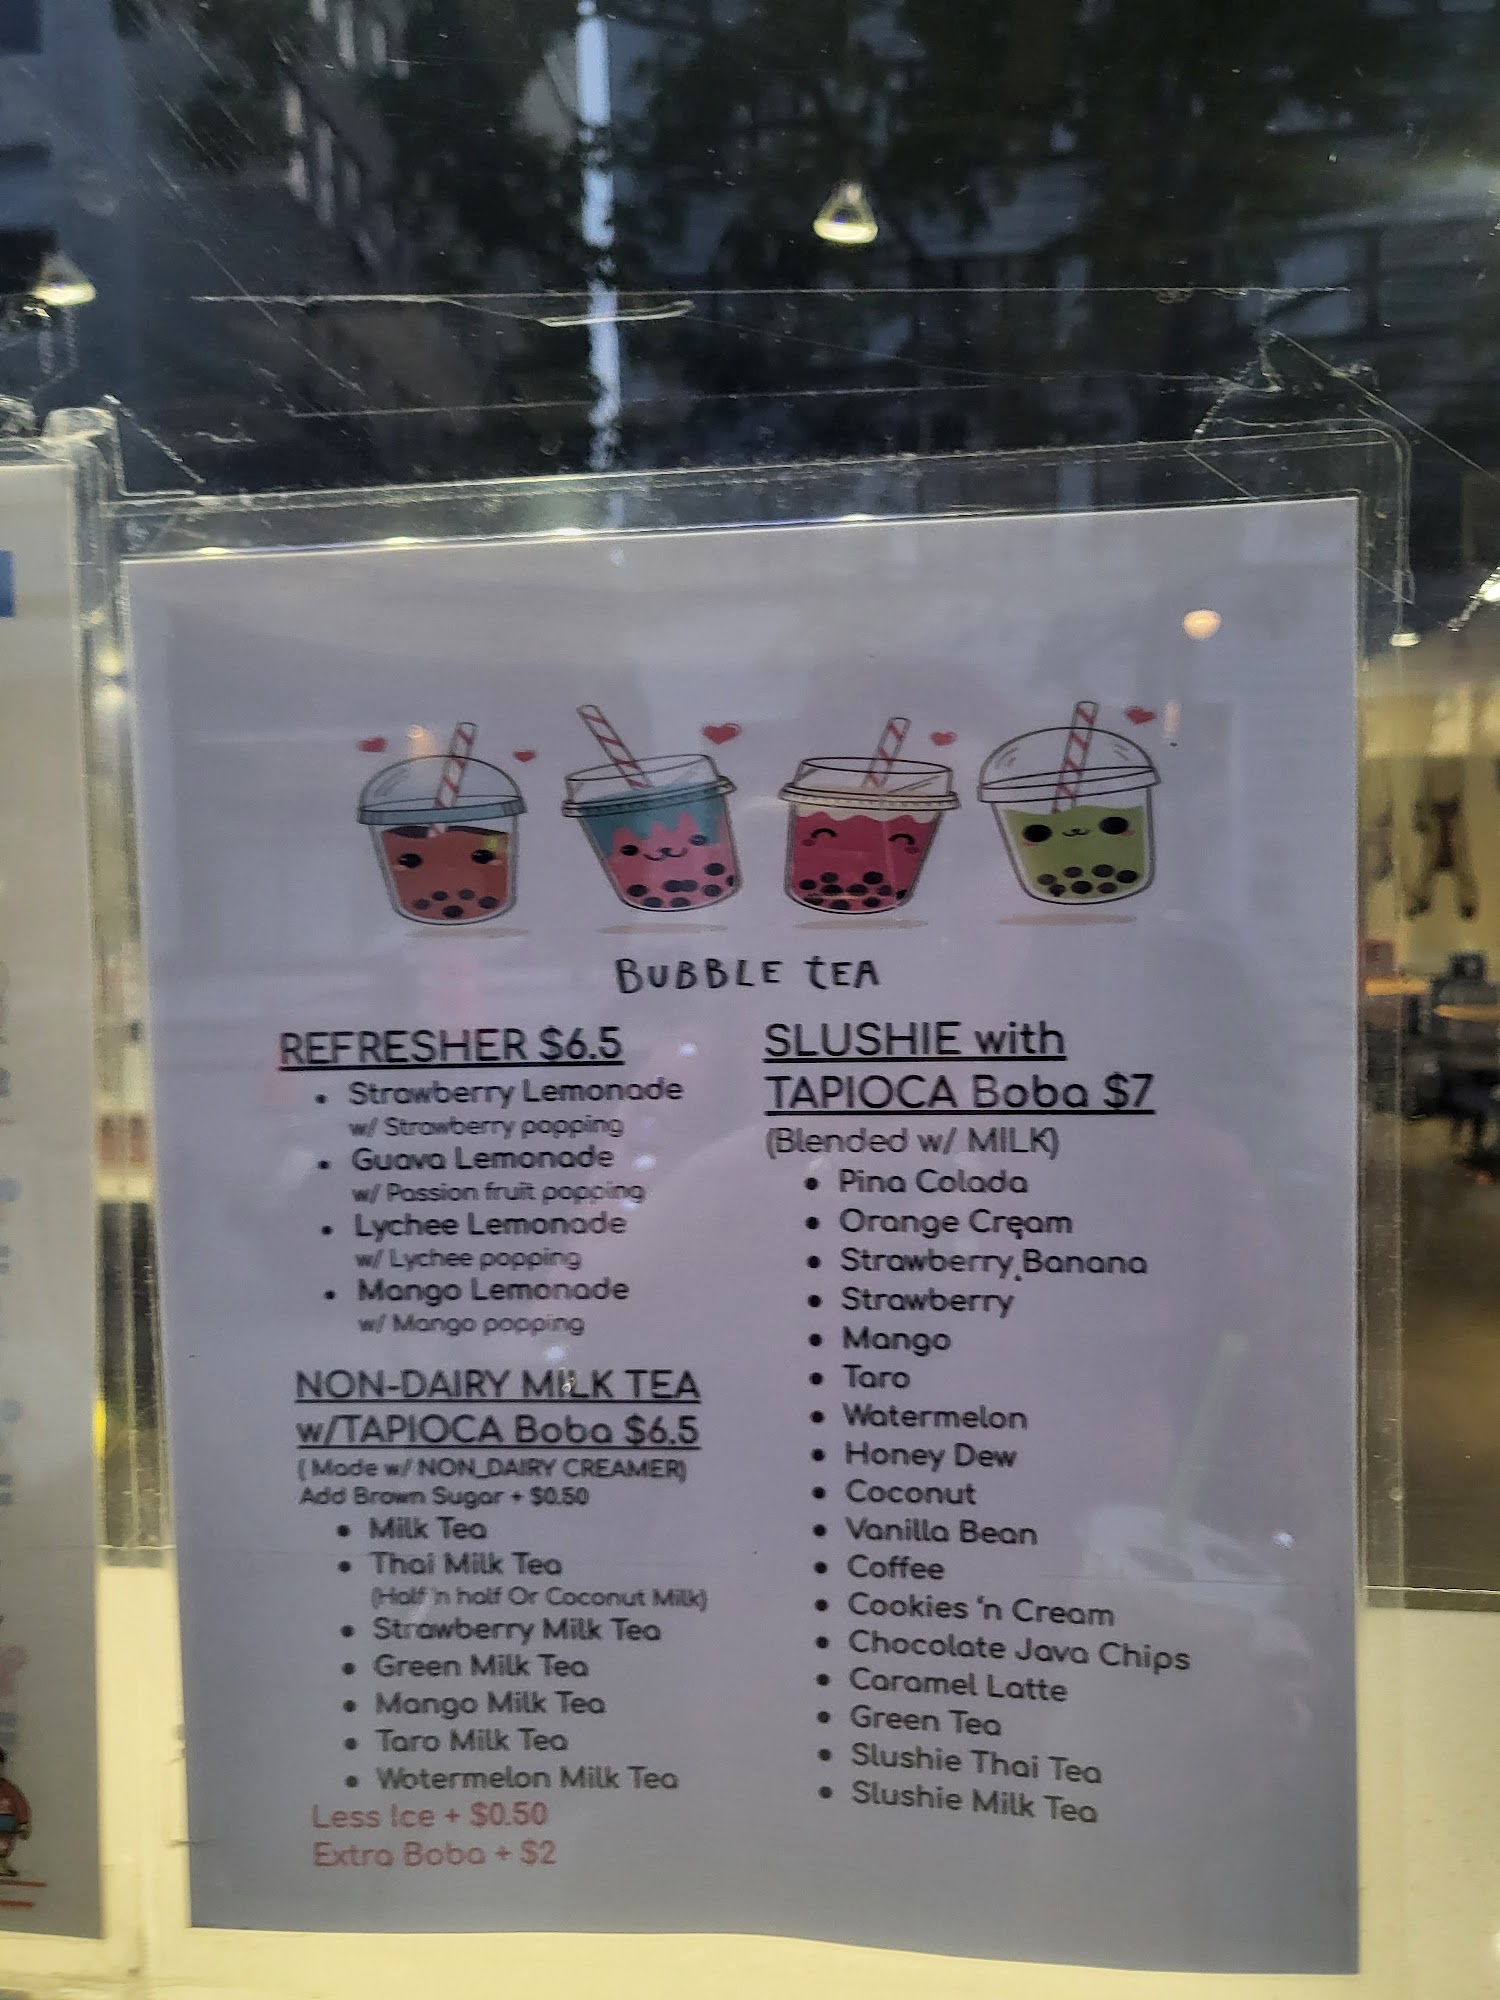 BUBBLE tEA
REFRESHER $6.5
• Strawberry Lemonade
w/ Strawberry popping
• Guava Lemonade
w/ Passion fruit popping
• Lychee Lemonade
w/ Lychee popping
• Mango Lemonade
w/ Mango popping
NON-DAIRY MILK TEA
w/TAPIOCA Boba $6.5
( Made w/ NON_DAIRY CREAMER)
Add Brown Sugar + $0.50
• Milk Tea
• Thai Milk Tea
(Half 'n half Or Coconut Milk)
• Strawberry Milk Tea
• Green Milk Tea
• Mango Milk Tea
• Taro Milk Tea
• Watermelon Milk Tea
Less Ice + $0.50
Extra Boba + $2
SLUSHIE with
TAPIOCA Boba $7
(Blended w/ MILK)
• Pina Colada
• Orange Cream
• Strawberry Banana
• Strawberry
• Mango
• Taro
• Watermelon
• Honey Dew
• Coconut
• Vanilla Bean
• Coffee
• Cookies 'n Cream
• Chocolate Java Chips
• Caramel Latte
• Green Tea
• Slushie Thai Tea
• Slushie Milk Tea